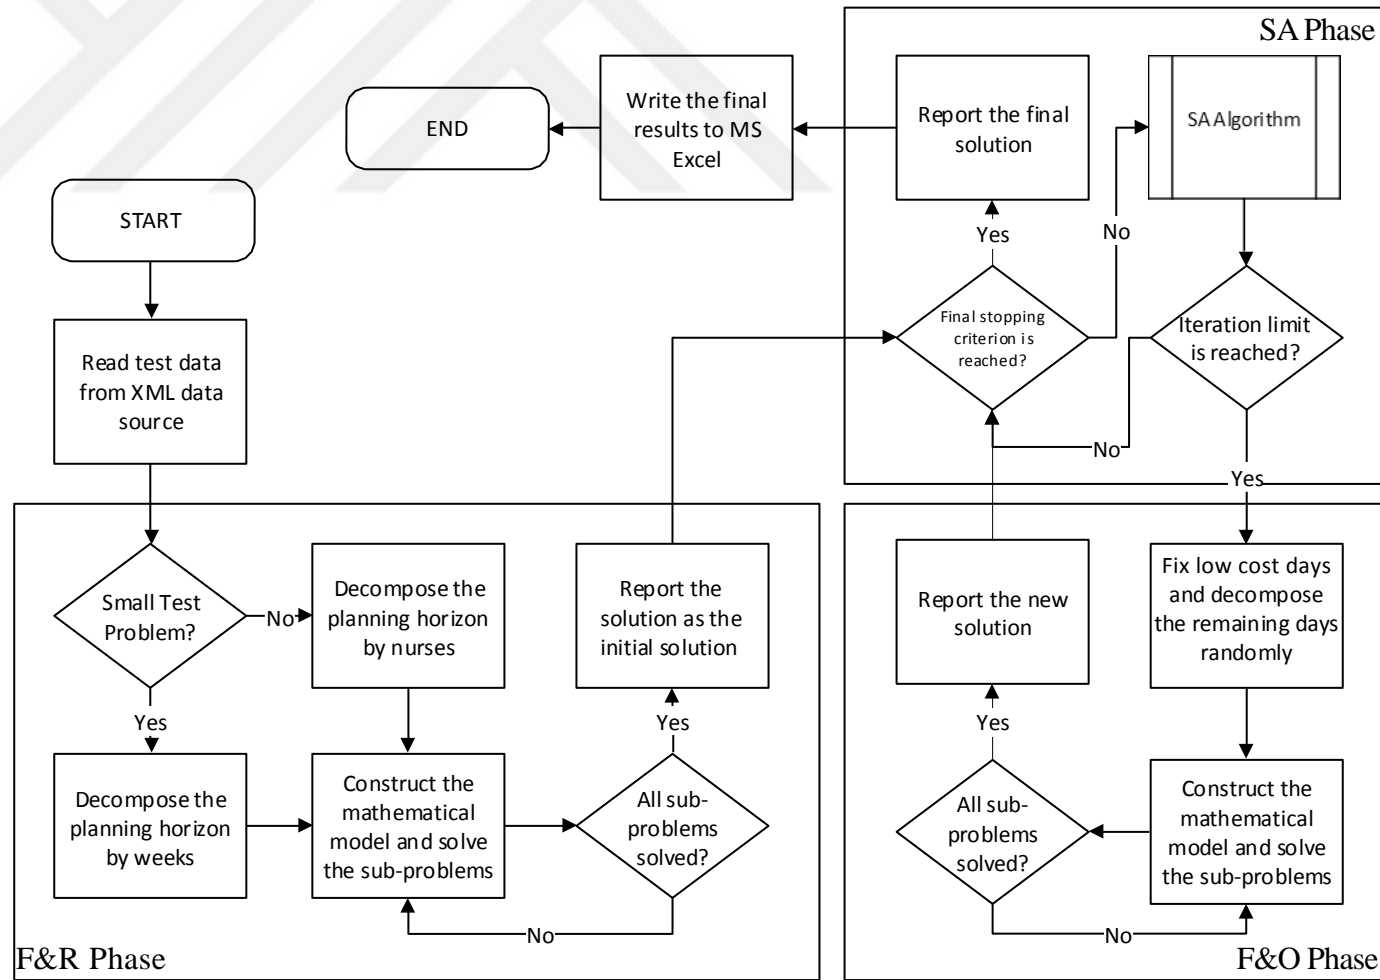 SA Phase
END
Write the final
results to MS
Excel
Report the final
solution
SA Algorithm
START
Yes
No
Read test data
from XML data
source
Final stopping
criterion is
reached?
Iteration limit
is reached?
No
Yes
Small Test
Problem?
No
Decompose the
planning horizon
by nurses
Report the
solution as the
initial solution
Report the new
solution
Fix low cost days
and decompose
the remaining days
randomly
Yes
Yes
Yes
Decompose the
planning horizon
by weeks
Construct the
mathematical
model and solve
the sub-problems
All sub-
problems
solved?
All sub-
problems
solved?
Construct the
mathematical
model and solve
the sub-problems
No
No
F&R Phase
F&O Phase